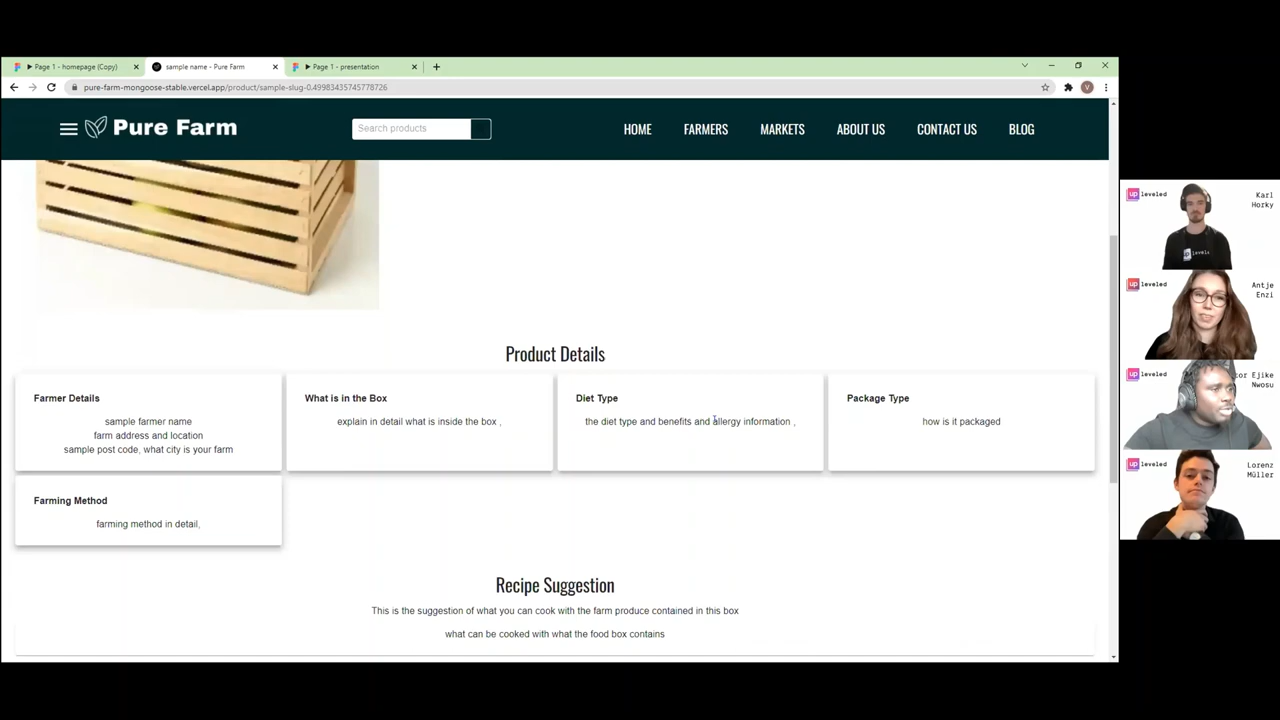 Page 1 - homepage (Copy)
sample name - Pure Farm
Page 1 - presentation
pure-farm-mongoose-stable.vercel.app/product/sample-slug-0.49983435745778726
V
Pure Farm
Search products
HOME
FARMERS
MARKETS
ABOUT US
CONTACT US
BLOG
Product Details
Farmer Details
sample farmer name
farm address and location
sample post code, what city is your farm
What is in the Box
explain in detail what is inside the box ,
Diet Type
the diet type and benefits and allergy information ,
Package Type
how is it packaged
Farming Method
farming method in detail,
Recipe Suggestion
This is the suggestion of what you can cook with the farm produce contained in this box
what can be cooked with what the food box contains
up leveled
Karl
Horky
up leveled
Antje
Enzi
up leveled
tor Ejike
Nwosu
up leveled
Lorenz
Müller